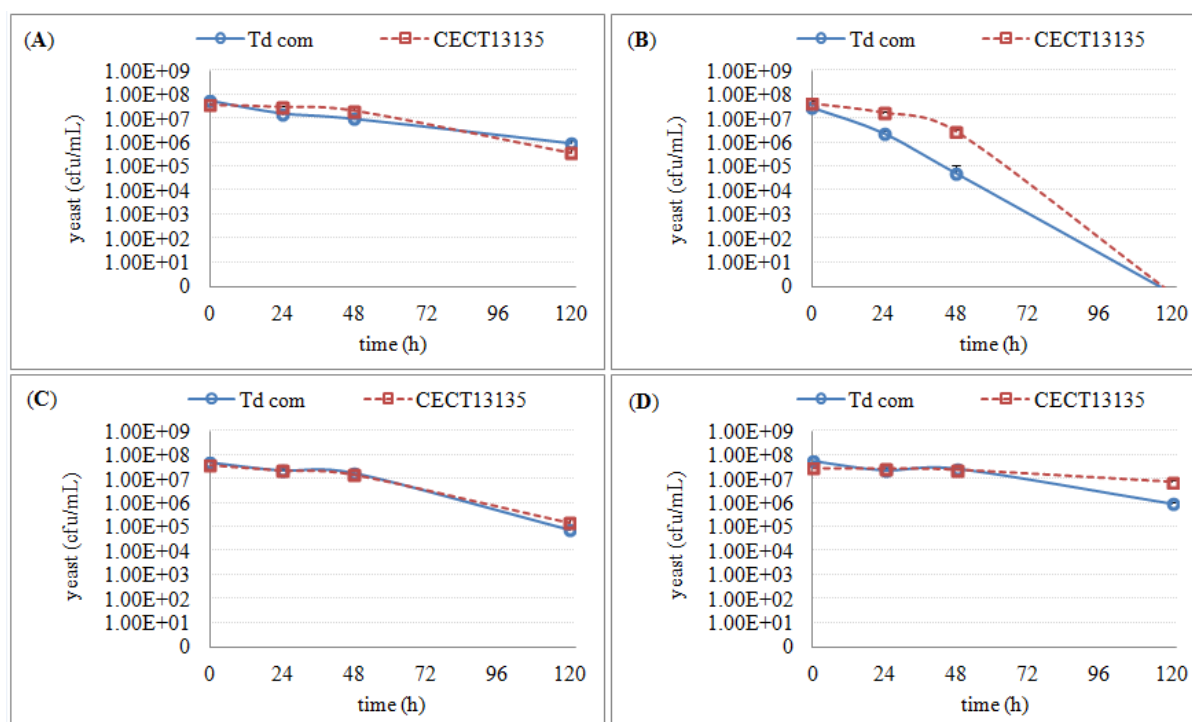 (A) Td com CECT13135
1.00E+09
1.00E+08
1.00E+07
1.00E+06
1.00E+05
1.00E+04
1.00E+03
1.00E+02
1.00E+01
0
yeast (cfu/mL)
0 24 48 72 96 120
time (h)
(B) Td com CECT13135
1.00E+09
1.00E+08
1.00E+07
1.00E+06
1.00E+05
1.00E+04
1.00E+03
1.00E+02
1.00E+01
0
yeast (cfu/mL)
0 24 48 72 96 120
time (h)
(C) Td com CECT13135
1.00E+09
1.00E+08
1.00E+07
1.00E+06
1.00E+05
1.00E+04
1.00E+03
1.00E+02
1.00E+01
0
yeast (cfu/mL)
0 24 48 72 96 120
time (h)
(D) Td com CECT13135
1.00E+09
1.00E+08
1.00E+07
1.00E+06
1.00E+05
1.00E+04
1.00E+03
1.00E+02
1.00E+01
0
yeast (cfu/mL)
0 24 48 72 96 120
time (h)